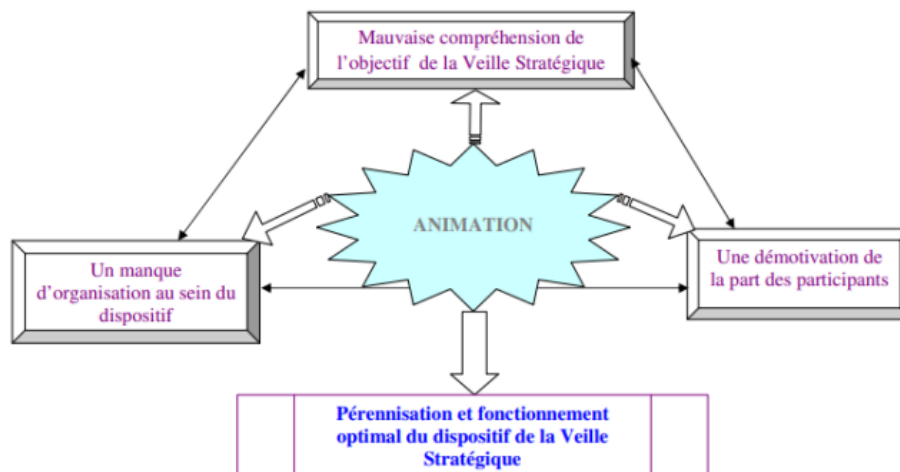 Mauvaise compréhension de
l'objectif de la Veille Stratégique
ANIMATION
Un manque
d'organisation au sein du
dispositif
Une démotivation de
la part des participants
Pérennisation et fonctionnement
optimal du dispositif de la Veille
Stratégique